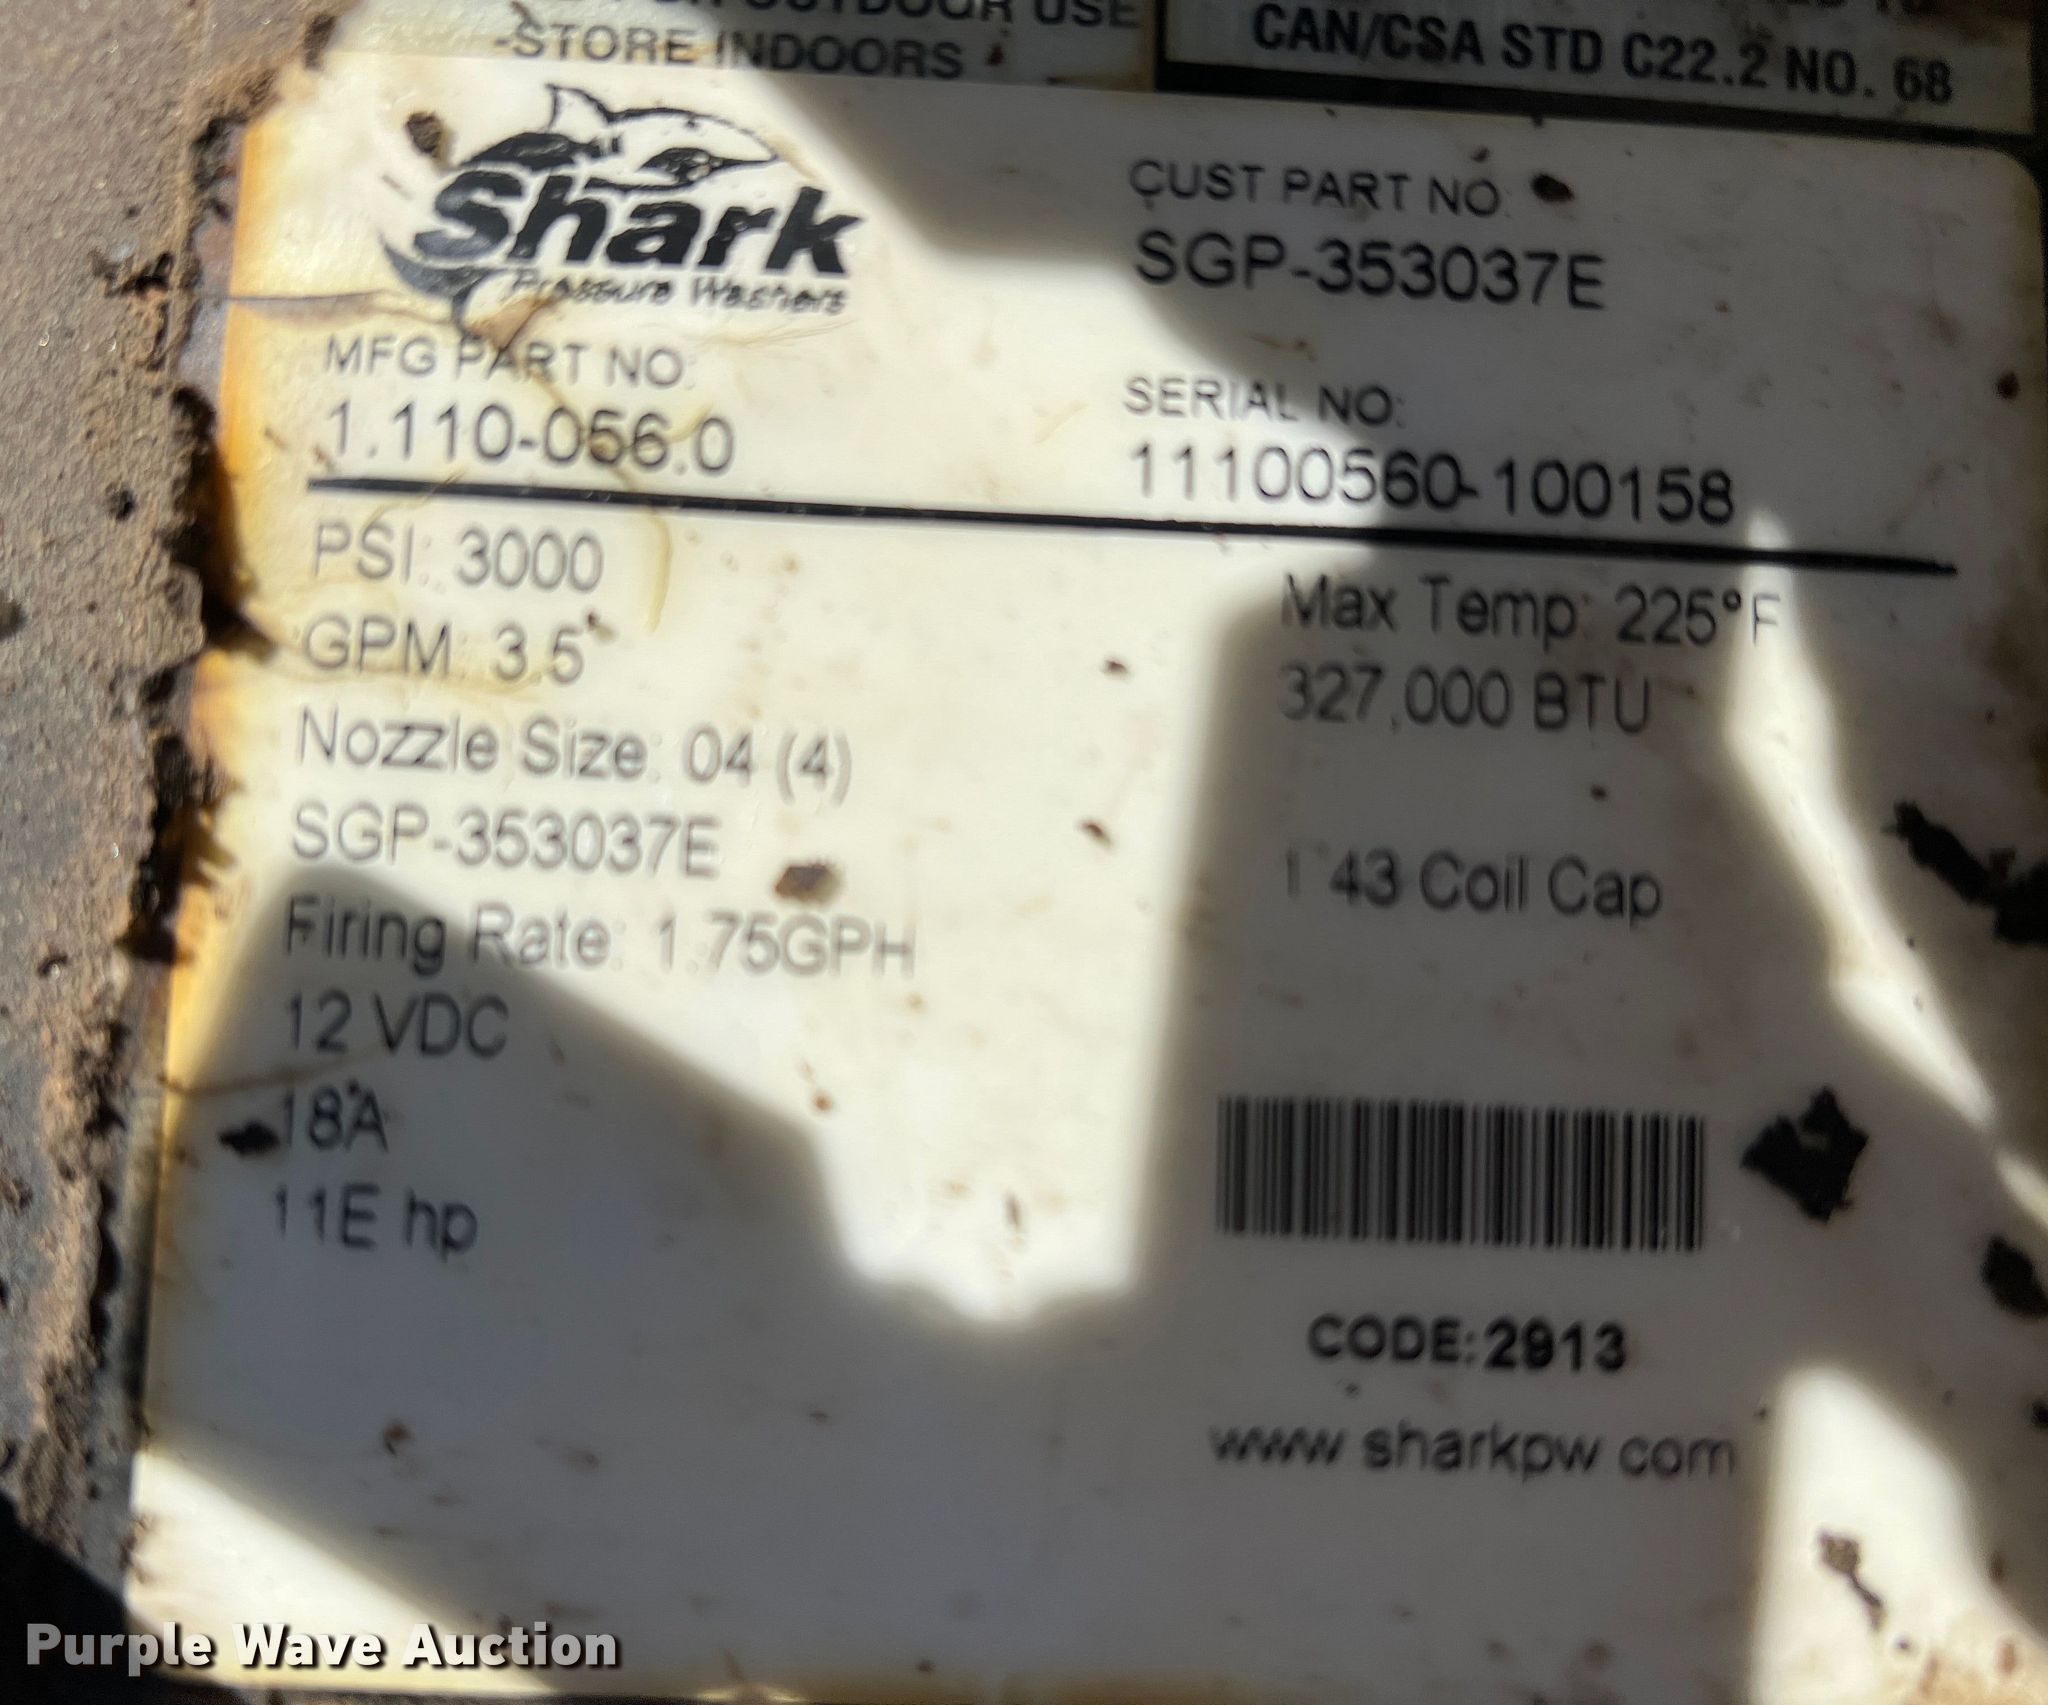 OUTDOOR USE
-STORE INDOORS
CAN/CSA STD C22.2 NO. 68
Shark
Pressure Washers
CUST PART NO:
SGP-353037E
MFG PART NO:
1.110-056.0
SERIAL NO:
11100560-100158
PSI: 3000
GPM: 3.5
Nozzle Size: 04 (4)
SGP-353037E
Firing Rate: 1.75GPH
12 VDC
18A
11E hp
Max Temp: 225°F
327,000 BTU
43 Coil Cap
CODE:2913
www.sharkpw.com
Purple Wave Auction